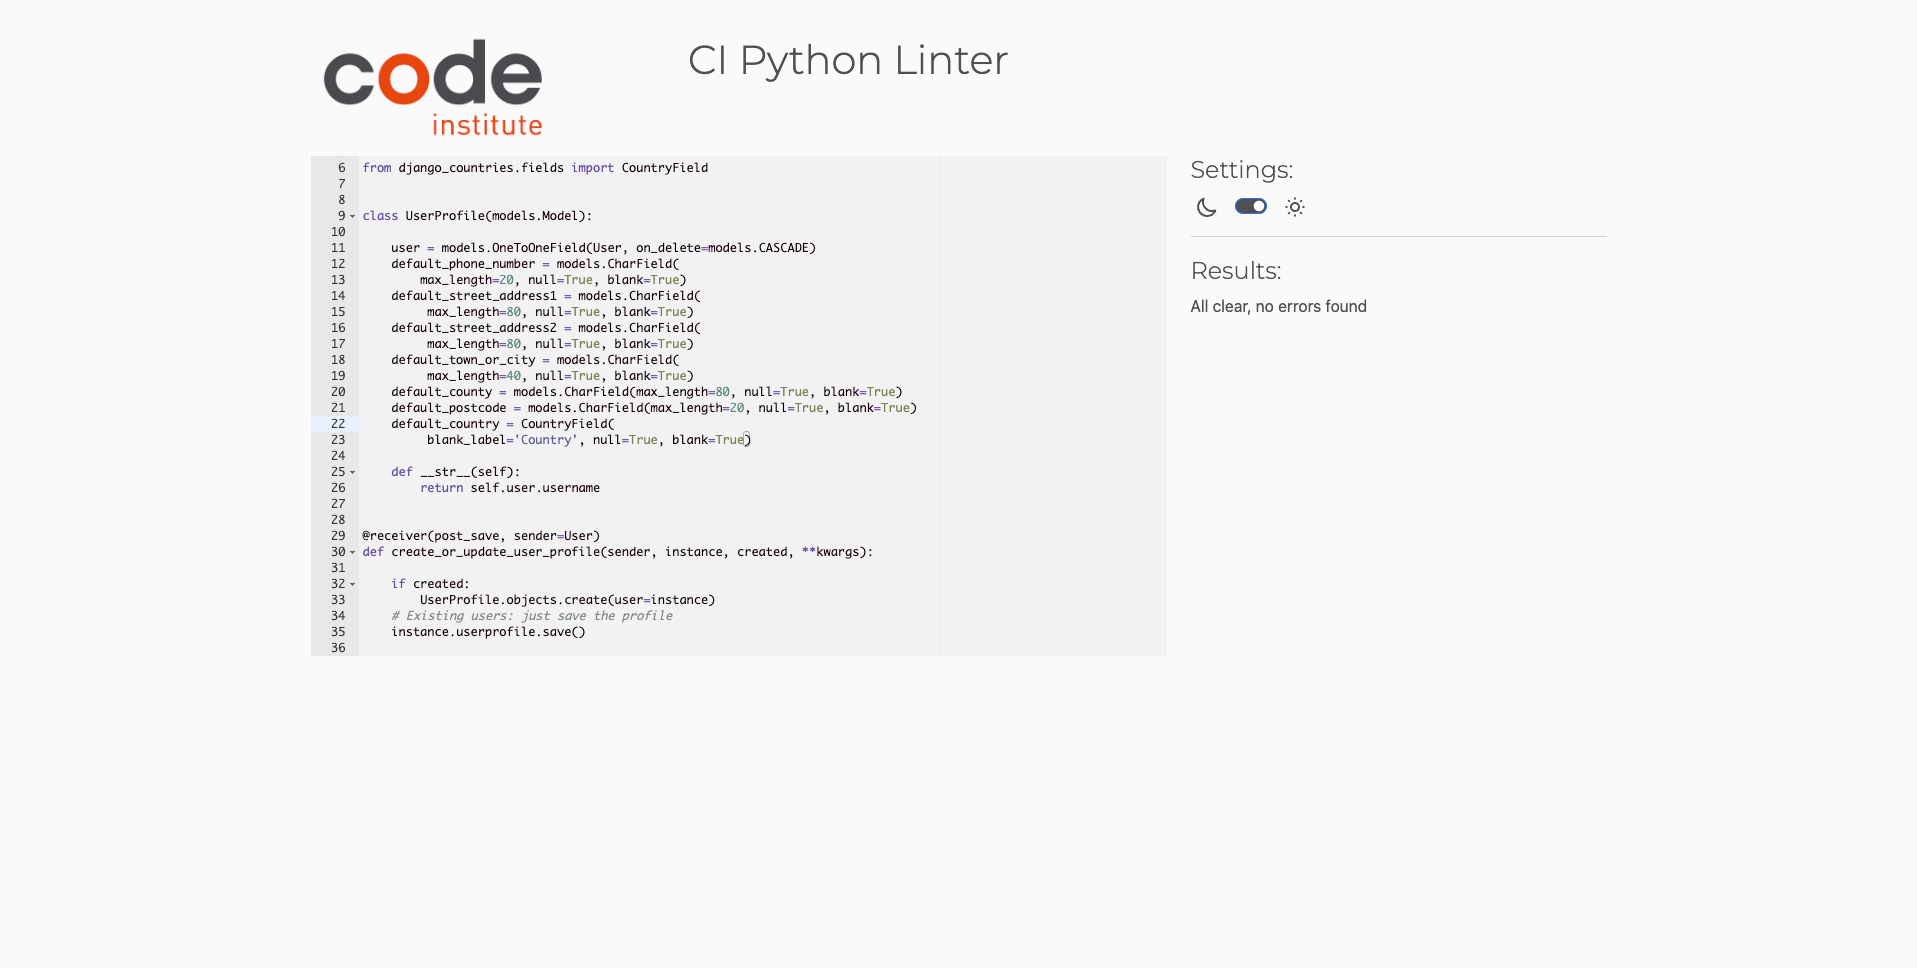 code
institute
CI Python Linter
6 from django_countries.fields import CountryField
7
8
9 class UserProfile(models.Model):
10
11     user = models.OneToOneField(User, on_delete=models.CASCADE)
12     default_phone_number = models.CharField(
13         max_length=20, null=True, blank=True)
14     default_street_address1 = models.CharField(
15          max_length=80, null=True, blank=True)
16     default_street_address2 = models.CharField(
17          max_length=80, null=True, blank=True)
18     default_town_or_city = models.CharField(
19          max_length=40, null=True, blank=True)
20     default_county = models.CharField(max_length=80, null=True, blank=True)
21     default_postcode = models.CharField(max_length=20, null=True, blank=True)
22     default_country = CountryField(
23          blank_label='Country', null=True, blank=True)
24
25     def __str__(self):
26         return self.user.username
27
28
29 @receiver(post_save, sender=User)
30 def create_or_update_user_profile(sender, instance, created, **kwargs):
31
32     if created:
33         UserProfile.objects.create(user=instance)
34     # Existing users: just save the profile
35     instance.userprofile.save()
36
Settings:
Results:
All clear, no errors found